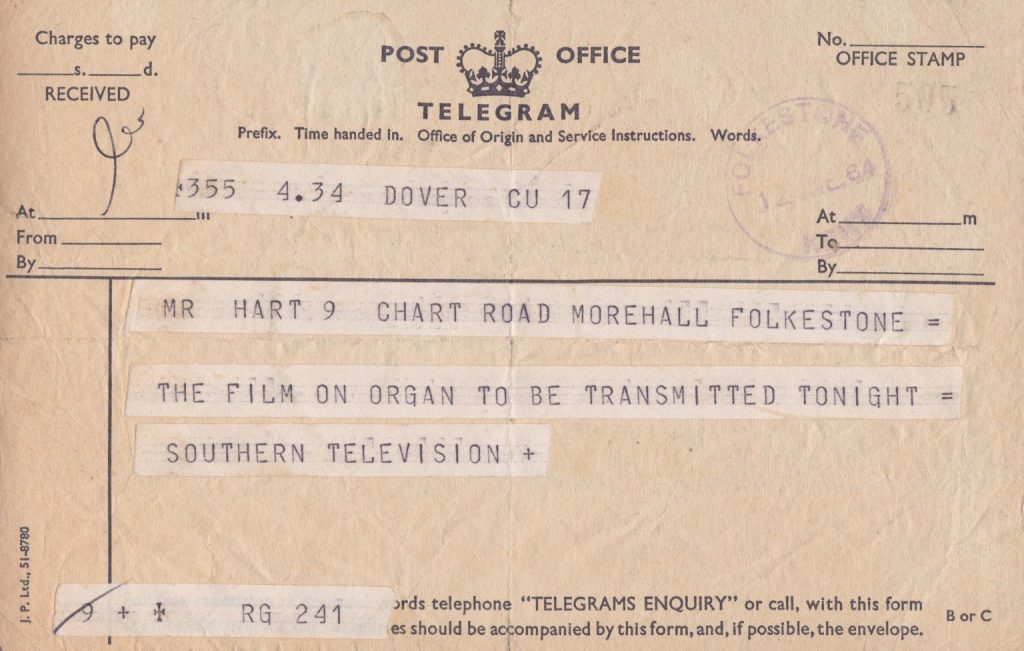 Charges to pay
____s.____d.
RECEIVED
POST OFFICE
TELEGRAM
No.
OFFICE STAMP
Prefix. Time handed in. Office of Origin and Service Instructions. Words.
FOLKESTONE
64
355 4.34 DOVER CU 17
At m
From
By
At m
To
By
MR HART 9 CHART ROAD MOREHALL FOLKESTONE =
THE FILM ON ORGAN TO BE TRANSMITTED TONIGHT =
SOUTHERN TELEVISION +
J. P. Ltd., 51-8780
9 + ✠ RG 241
ords telephone "TELEGRAMS ENQUIRY" or call, with this form
es should be accompanied by this form, and, if possible, the envelope.
B or C